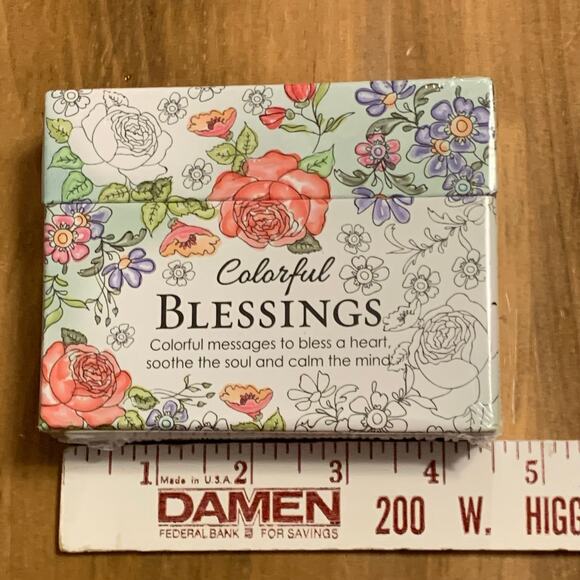 Colorful
BLESSINGS
Colorful messages to bless a heart,
soothe the soul and calm the mind.
1 2 3 4 5
Made in U.S.A.
DAMEN 200 W. HIGG
FEDERAL BANK FOR SAVINGS